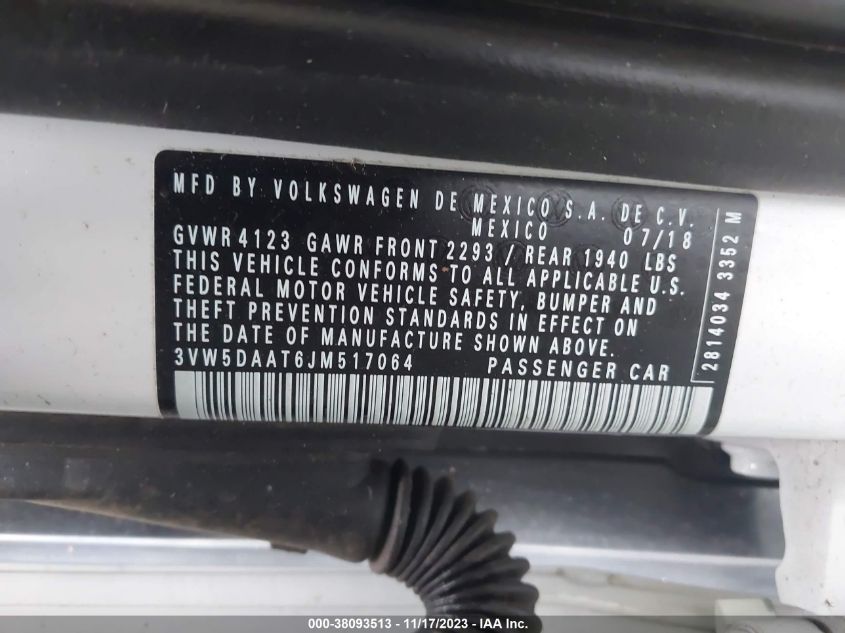 MFD BY VOLKSWAGEN DE MEXICO S.A. DE C.V.
MEXICO 07/18
GVWR 4123 GAWR FRONT 2293 / REAR 1940 LBS
THIS VEHICLE CONFORMS TO ALL APPLICABLE U.S.
FEDERAL MOTOR VEHICLE SAFETY, BUMPER AND
THEFT PREVENTION STANDARDS IN EFFECT ON
THE DATE OF MANUFACTURE SHOWN ABOVE.
3VW5DAAT6JM517064 PASSENGER CAR
2814034 3352 M
000-38093513 - 11/17/2023 - IAA Inc.